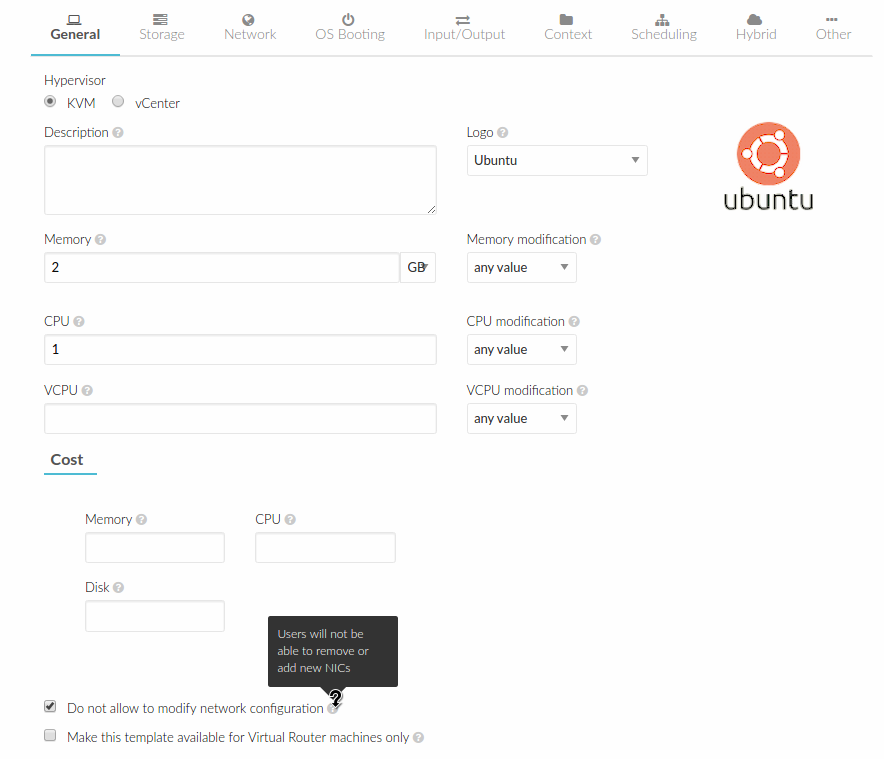 General Storage Network OS Booting Input/Output Context Scheduling Hybrid Other
Hypervisor
KVM vCenter
Description ? Logo ?
Ubuntu
ubuntu
Memory ? Memory modification ?
2 GB any value
CPU ? CPU modification ?
1 any value
VCPU ? VCPU modification ?
any value
Cost
Memory ? CPU ?
Disk ?
Users will not be
able to remove or
add new NICs
Do not allow to modify network configuration ?
Make this template available for Virtual Router machines only ?